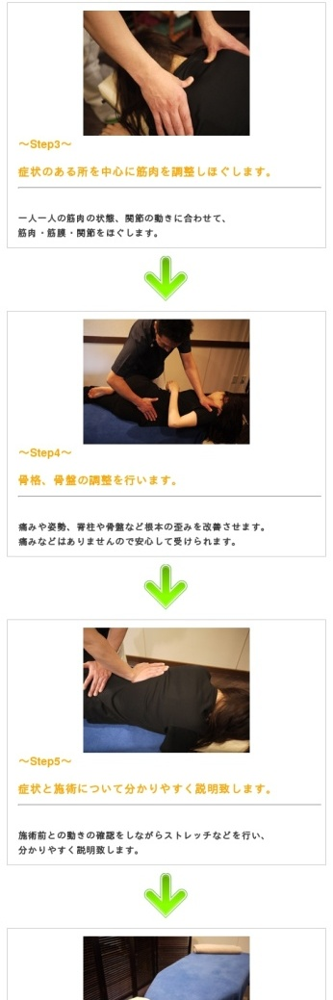 ～Step3～
症状のある所を中心に筋肉を調整しほぐします。
一人一人の筋肉の状態、関節の動きに合わせて、
筋肉・筋膜・関節をほぐします。
～Step4～
骨格、骨盤の調整を行います。
痛みや姿勢、脊柱や骨盤など根本の歪みを改善させます。
痛みなどはありませんので安心して受けられます。
～Step5～
症状と施術について分かりやすく説明致します。
施術前との動きの確認をしながらストレッチなどを行い、
分かりやすく説明致します。